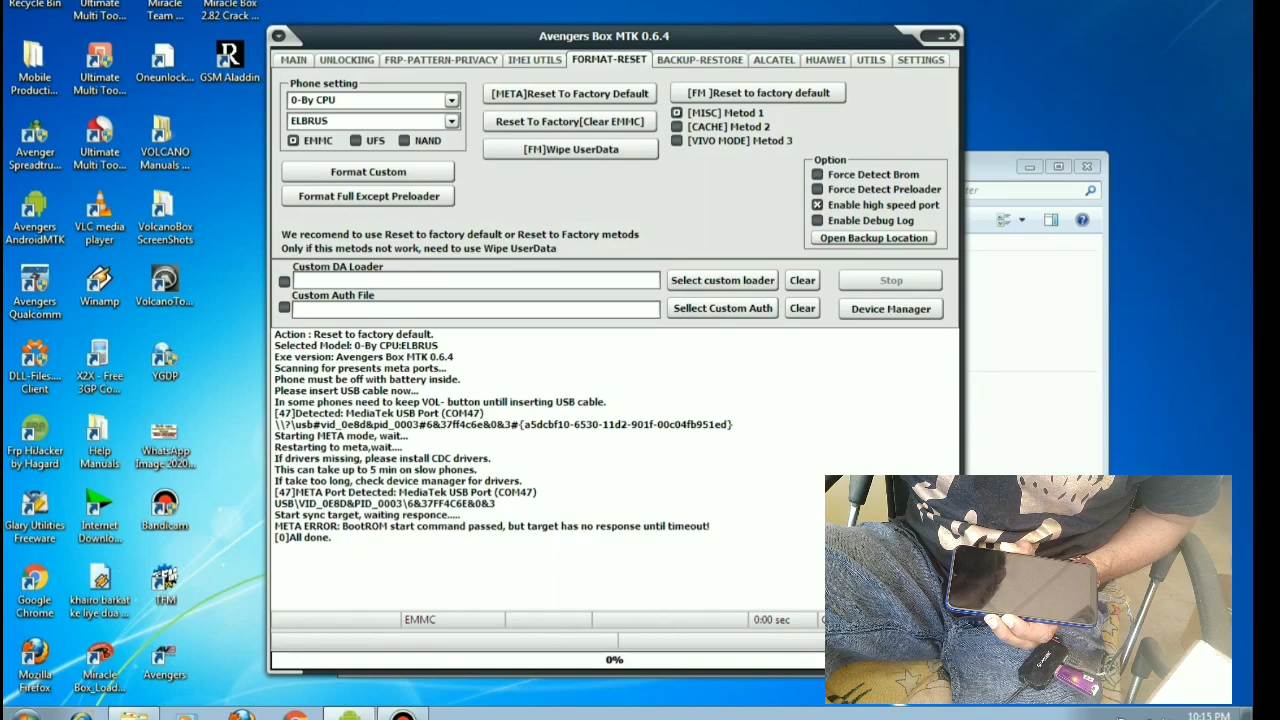 Recycle Bin
Ultimate
Multi Too...
Miracle
Team ...
Miracle Box
2.82 Crack ...
Mobile
Producti...
Ultimate
Multi Too...
Oneunlock...
GSM Aladdin
Avenger
Spreadtru...
Ultimate
Multi Too...
VOLCANO
Manuals ...
Avengers
AndroidMTK
VLC media
player
VolcanoBox
ScreenShots
Avengers
Qualcomm
Winamp
VolcanoTo...
DLL-Files....
Client
X2X - Free
3GP Co...
YGDP
Frp HiJacker
by Hagard
Help
Manuals
WhatsApp
Image 2020...
Glary Utilities
Freeware
Internet
Downlo...
Bandicam
Google
Chrome
khairo barkat
ke liye dua ...
TFM
Mozilla
Firefox
Miracle
Box_Load...
Avengers
Avengers Box MTK 0.6.4
MAIN UNLOCKING FRP-PATTERN-PRIVACY IMEI UTILS FORMAT-RESET BACKUP-RESTORE ALCATEL HUAWEI UTILS SETTINGS
Phone setting
0-By CPU
ELBRUS
EMMC UFS NAND
Format Custom
Format Full Except Preloader
[META]Reset To Factory Default
Reset To Factory[Clear EMMC]
[FM]Wipe UserData
[FM ]Reset to factory default
[MISC] Metod 1
[CACHE] Metod 2
[VIVO MODE] Metod 3
Option
Force Detect Brom
Force Detect Preloader
Enable high speed port
Enable Debug Log
Open Backup Location
We recomend to use Reset to factory default or Reset to Factory metods
Only if this metods not work, need to use Wipe UserData
Custom DA Loader
Select custom loader Clear Stop
Custom Auth File
Sellect Custom Auth Clear Device Manager
Action : Reset to factory default.
Selected Model: 0-By CPU:ELBRUS
Exe version: Avengers Box MTK 0.6.4
Scanning for presents meta ports...
Phone must be off with battery inside.
Please insert USB cable now...
In some phones need to keep VOL- button untill inserting USB cable.
[47]Detected: MediaTek USB Port (COM47)
\\?\usb#vid_0e8d&pid_0003#6&37ff4c6e&0&3#{a5dcbf10-6530-11d2-901f-00c04fb951ed}
Starting META mode, wait...
Restarting to meta,wait....
If drivers missing, please install CDC drivers.
This can take up to 5 min on slow phones.
If take too long, check device manager for drivers.
[47]META Port Detected: MediaTek USB Port (COM47)
USB\VID_0E8D&PID_0003\6&37FF4C6E&0&3
Start sync target, waiting responce.....
META ERROR: BootROM start command passed, but target has no response until timeout!
[0]All done.
EMMC 0:00 sec
0%
10:15 PM